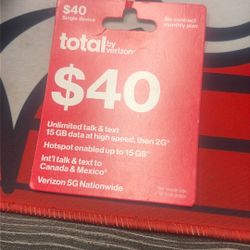 $40
Single device
No contract
monthly plan
total by
verizon
$40
Unlimited talk & text
15 GB data at high speed, then 2G*
Hotspot enabled up to 15 GB*
Int'l talk & text to
Canada & Mexico*
Verizon 5G Nationwide